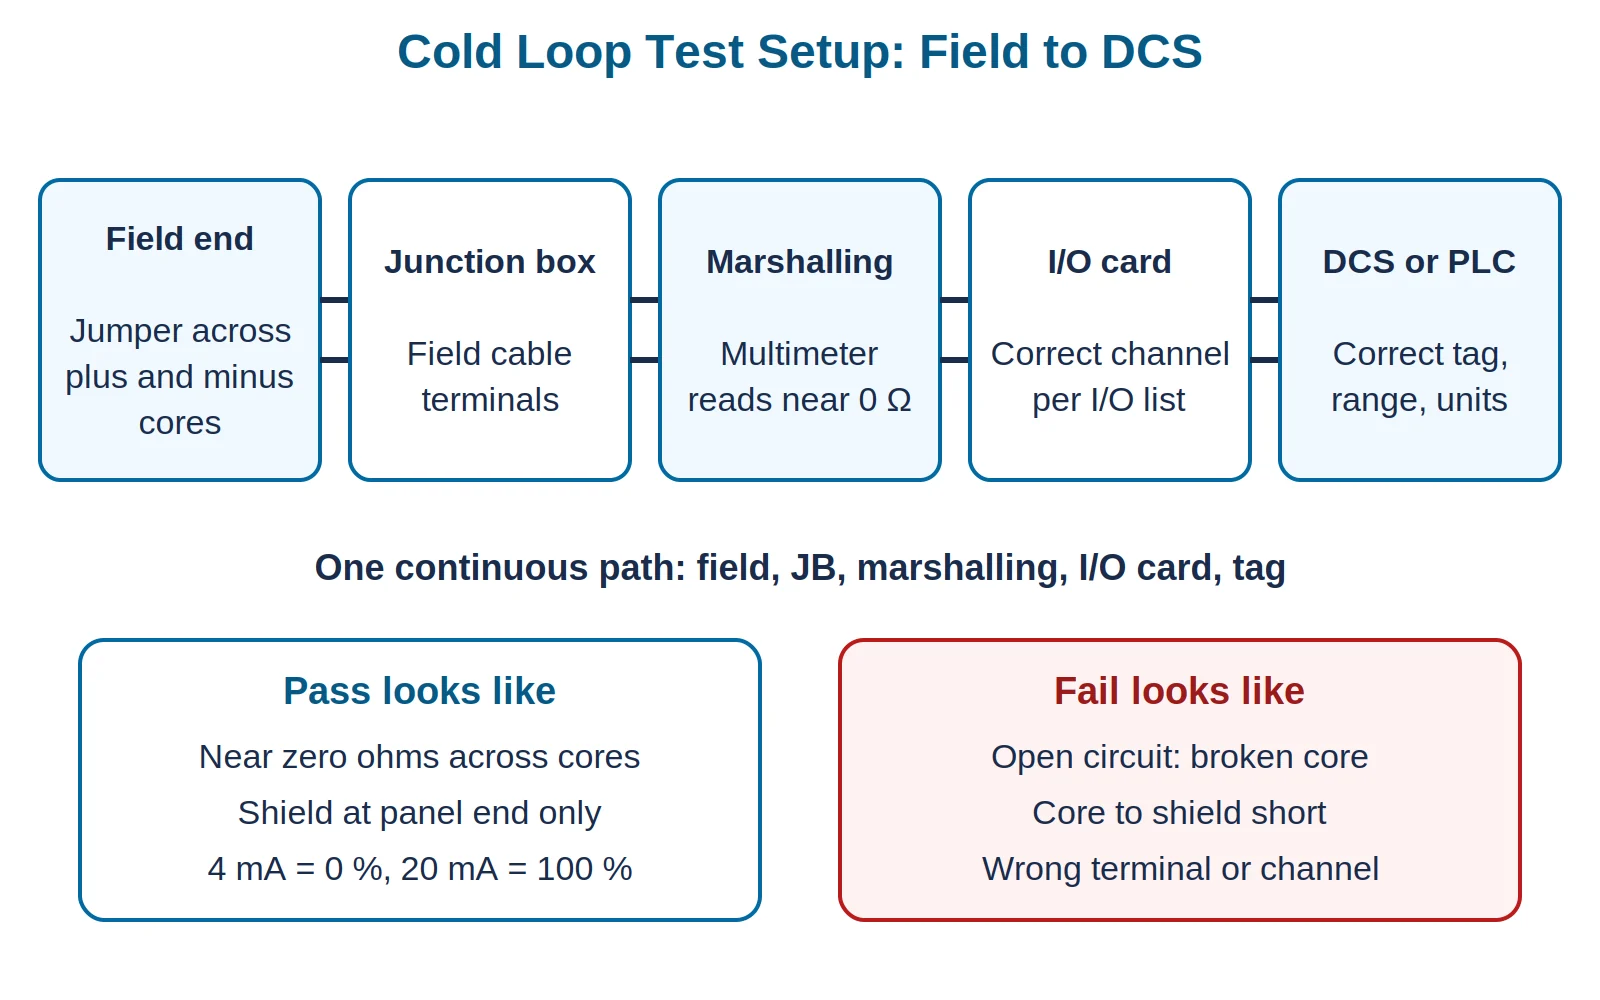 Cold Loop Test Setup: Field to DCS
Field end
Jumper across
plus and minus
cores
Junction box
Field cable
terminals
Marshalling
Multimeter
reads near 0 Ω
I/O card
Correct channel
per I/O list
DCS or PLC
Correct tag,
range, units
One continuous path: field, JB, marshalling, I/O card, tag
Pass looks like
Near zero ohms across cores
Shield at panel end only
4 mA = 0 %, 20 mA = 100 %
Fail looks like
Open circuit: broken core
Core to shield short
Wrong terminal or channel